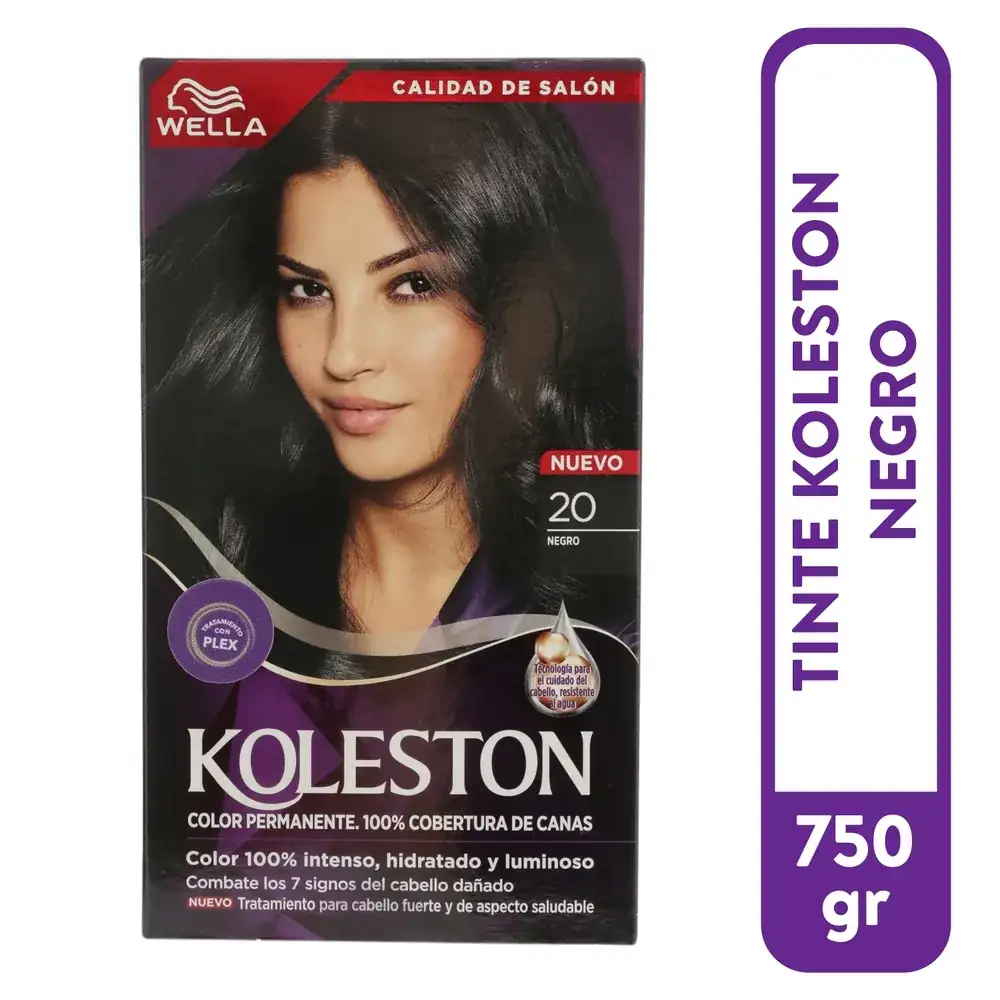 WELLA
CALIDAD DE SALÓN
NUEVO
20
NEGRO
TRATAMIENTO
CON
PLEX
Tecnología para
el cuidado del
cabello, resistente
al agua
KOLESTON
COLOR PERMANENTE. 100% COBERTURA DE CANAS
Color 100% intenso, hidratado y luminoso
Combate los 7 signos del cabello dañado
NUEVO Tratamiento para cabello fuerte y de aspecto saludable
TINTE KOLESTON
NEGRO
750
gr